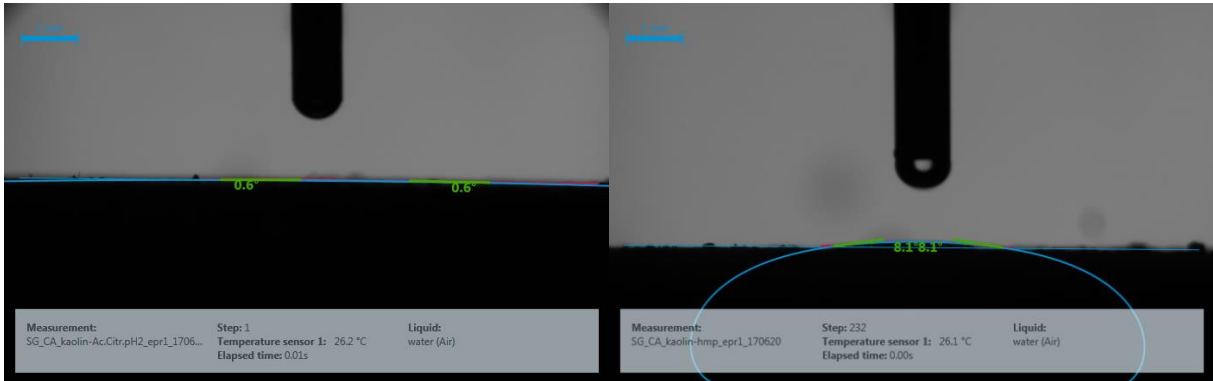 0.6°
0.6°
Measurement:
SG_CA_kaolin-Ac.Citr.pH2_epr1_1706...
Step: 1
Temperature sensor 1: 26.2 °C
Elapsed time: 0.01s
Liquid:
water (Air)
8.1°8.1°
Measurement:
SG_CA_kaolin-hmp_epr1_170620
Step: 232
Temperature sensor 1: 26.1 °C
Elapsed time: 0.00s
Liquid:
water (Air)